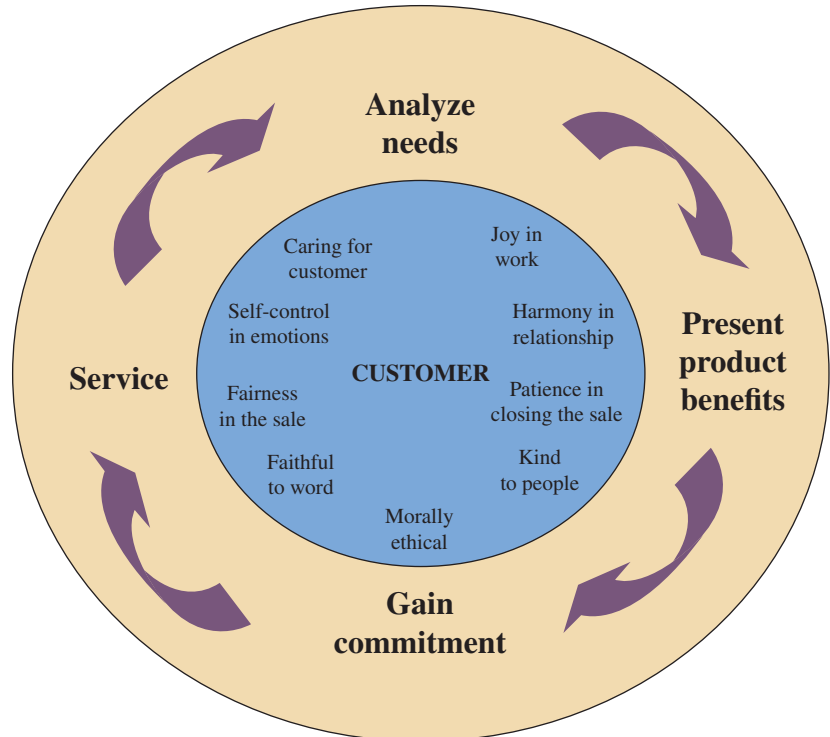 Analyze
needs
Caring for
customer
Joy in
work
Self-control
in emotions
Harmony in
relationship
Present
product
benefits
Service
CUSTOMER
Fairness
in the sale
Patience in
closing the sale
Faithful
to word
Kind
to people
Morally
ethical
Gain
commitment